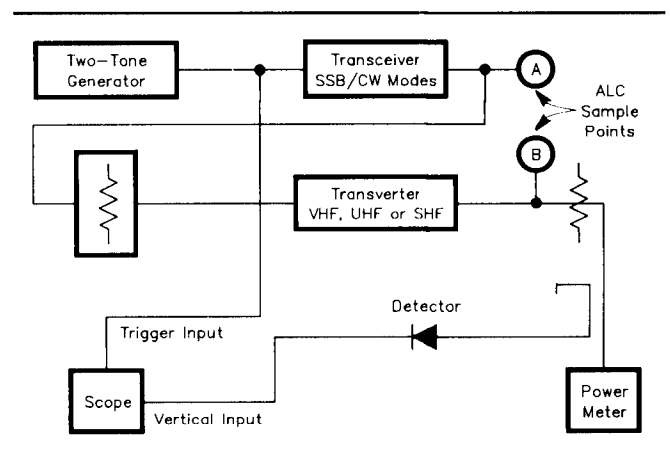 Two-Tone
Generator
Transceiver
SSB/CW Modes
A
ALC
Sample
Points
B
Transverter
VHF, UHF or SHF
Detector
Trigger Input
Scope
Vertical Input
Power
Meter